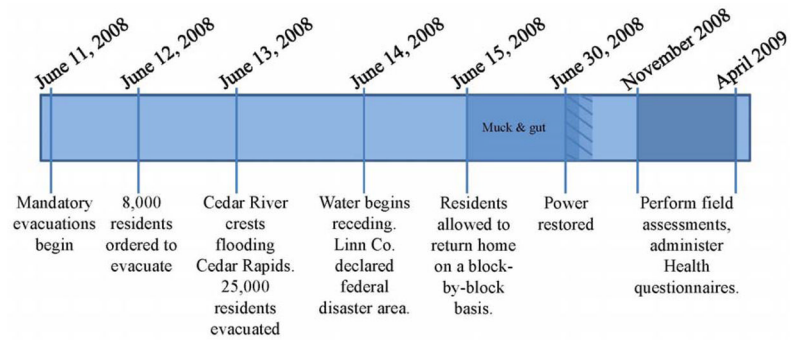 June 11, 2008
June 12, 2008
June 13, 2008
June 14, 2008
June 15, 2008
June 30, 2008
November 2008
April 2009
Muck & gut
Mandatory
evacuations
begin
8,000
residents
ordered to
evacuate
Cedar River
crests
flooding
Cedar Rapids.
25,000
residents
evacuated
Water begins
receding.
Linn Co.
declared
federal
disaster area.
Residents
allowed to
return home
on a block-
by-block
basis.
Power
restored
Perform field
assessments,
administer
Health
questionnaires.